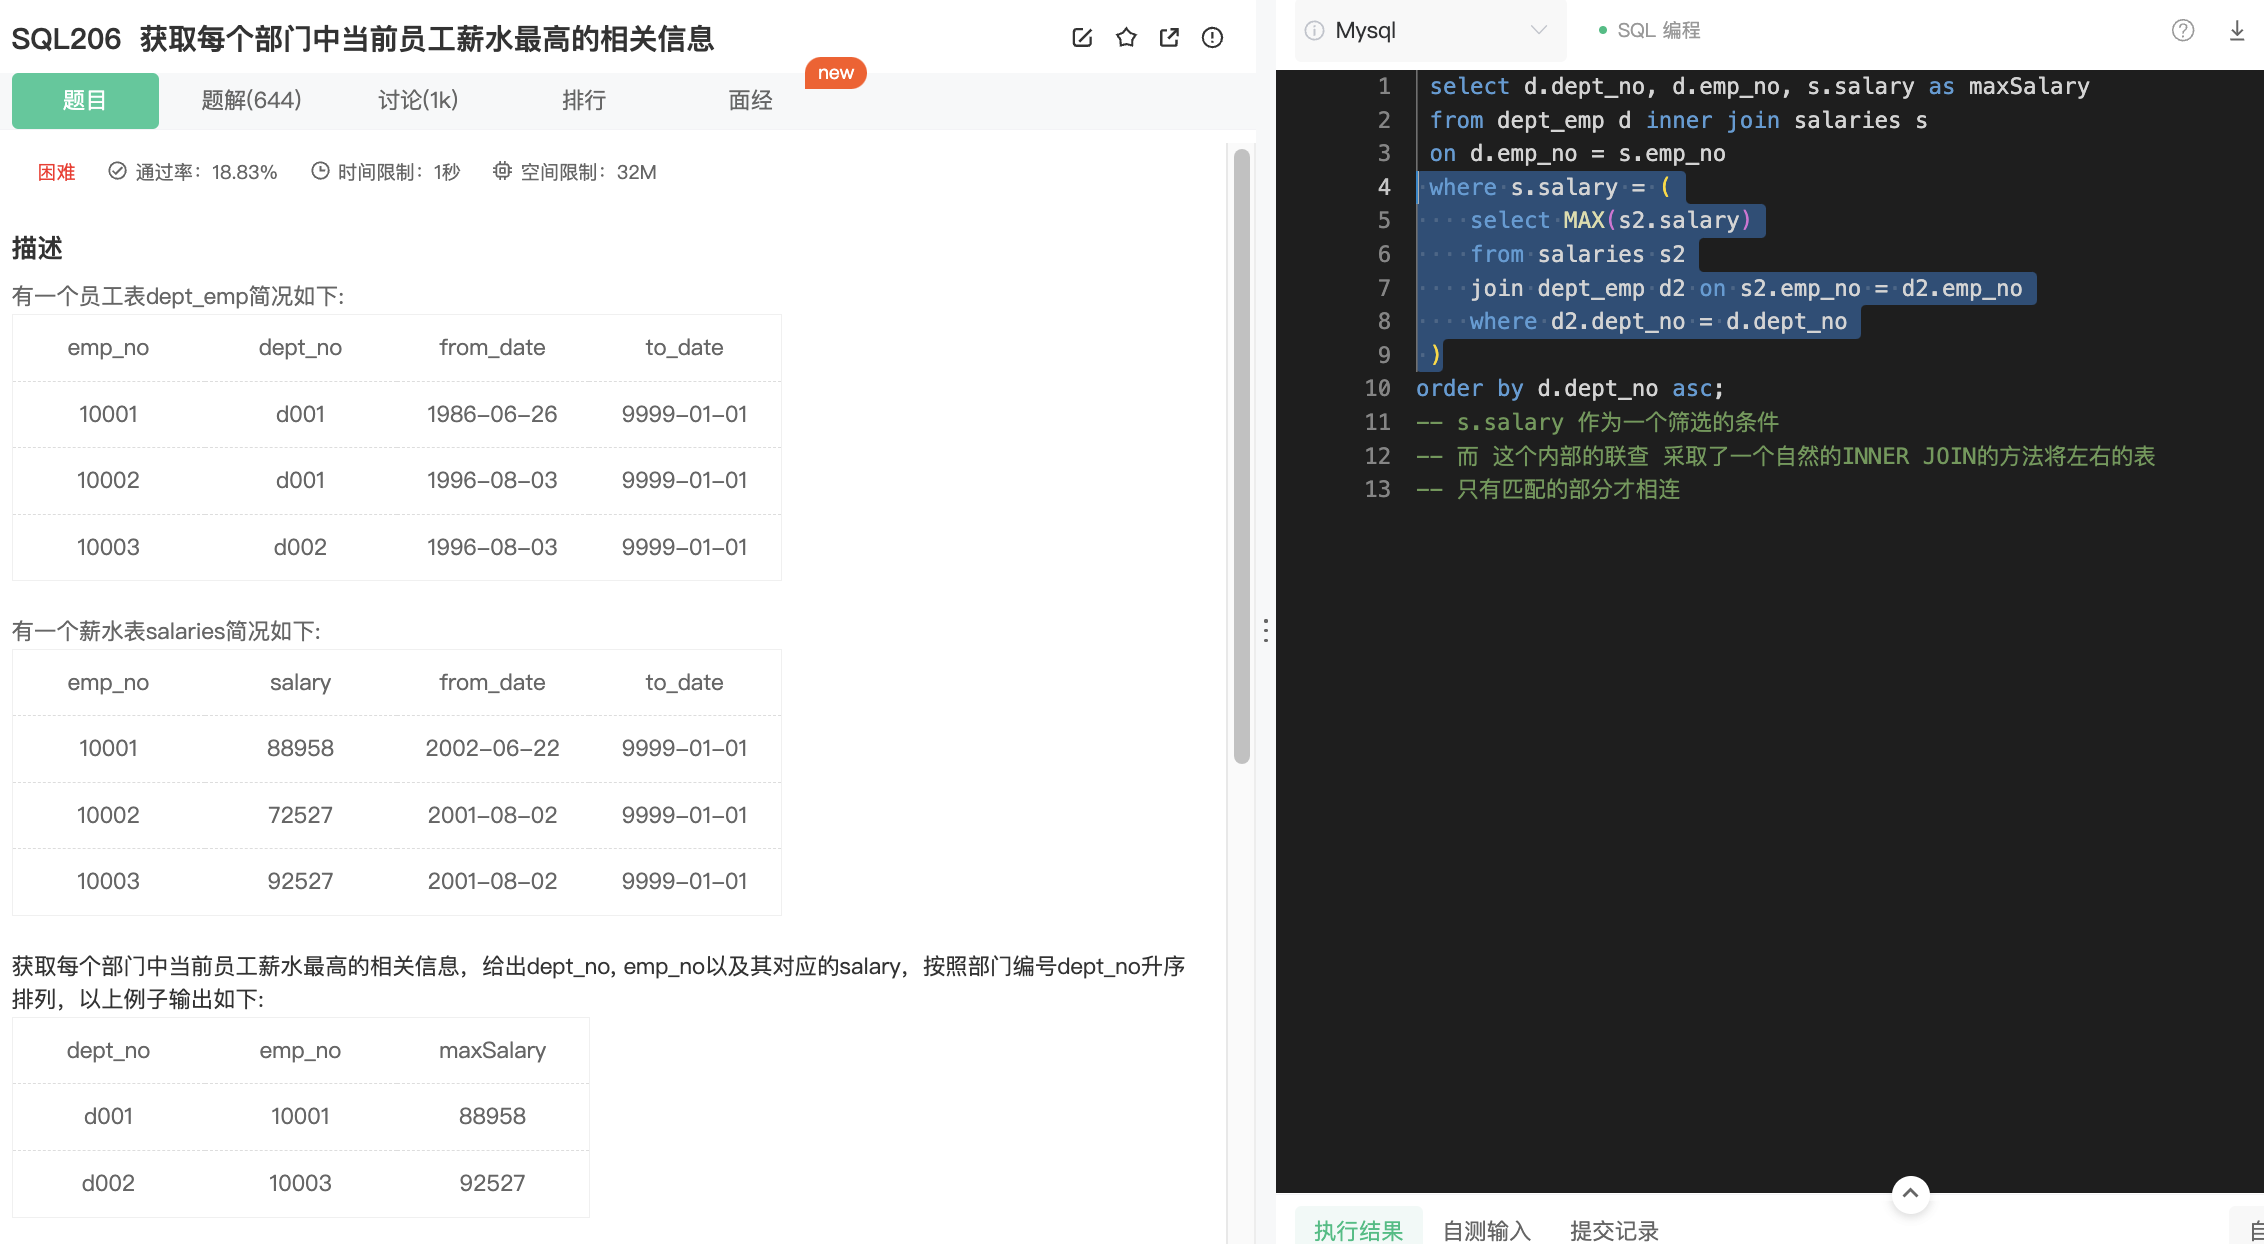 SQL206 获取每个部门中当前员工薪水最高的相关信息
题目 题解(644) 讨论(1k) 排行 面经 new
困难 通过率：18.83% 时间限制：1秒 空间限制：32M
描述
有一个员工表dept_emp简况如下:
emp_no dept_no from_date to_date
10001 d001 1986-06-26 9999-01-01
10002 d001 1996-08-03 9999-01-01
10003 d002 1996-08-03 9999-01-01
有一个薪水表salaries简况如下:
emp_no salary from_date to_date
10001 88958 2002-06-22 9999-01-01
10002 72527 2001-08-02 9999-01-01
10003 92527 2001-08-02 9999-01-01
获取每个部门中当前员工薪水最高的相关信息，给出dept_no, emp_no以及其对应的salary，按照部门编号dept_no升序
排列，以上例子输出如下:
dept_no emp_no maxSalary
d001 10001 88958
d002 10003 92527
Mysql SQL 编程
1 select d.dept_no, d.emp_no, s.salary as maxSalary
2 from dept_emp d inner join salaries s
3 on d.emp_no = s.emp_no
4 where s.salary = (
5 select MAX(s2.salary)
6 from salaries s2
7 join dept_emp d2 on s2.emp_no = d2.emp_no
8 where d2.dept_no = d.dept_no
9 )
10 order by d.dept_no asc;
11 -- s.salary 作为一个筛选的条件
12 -- 而 这个内部的联查 采取了一个自然的INNER JOIN的方法将左右的表
13 -- 只有匹配的部分才相连
执行结果 自测输入 提交记录